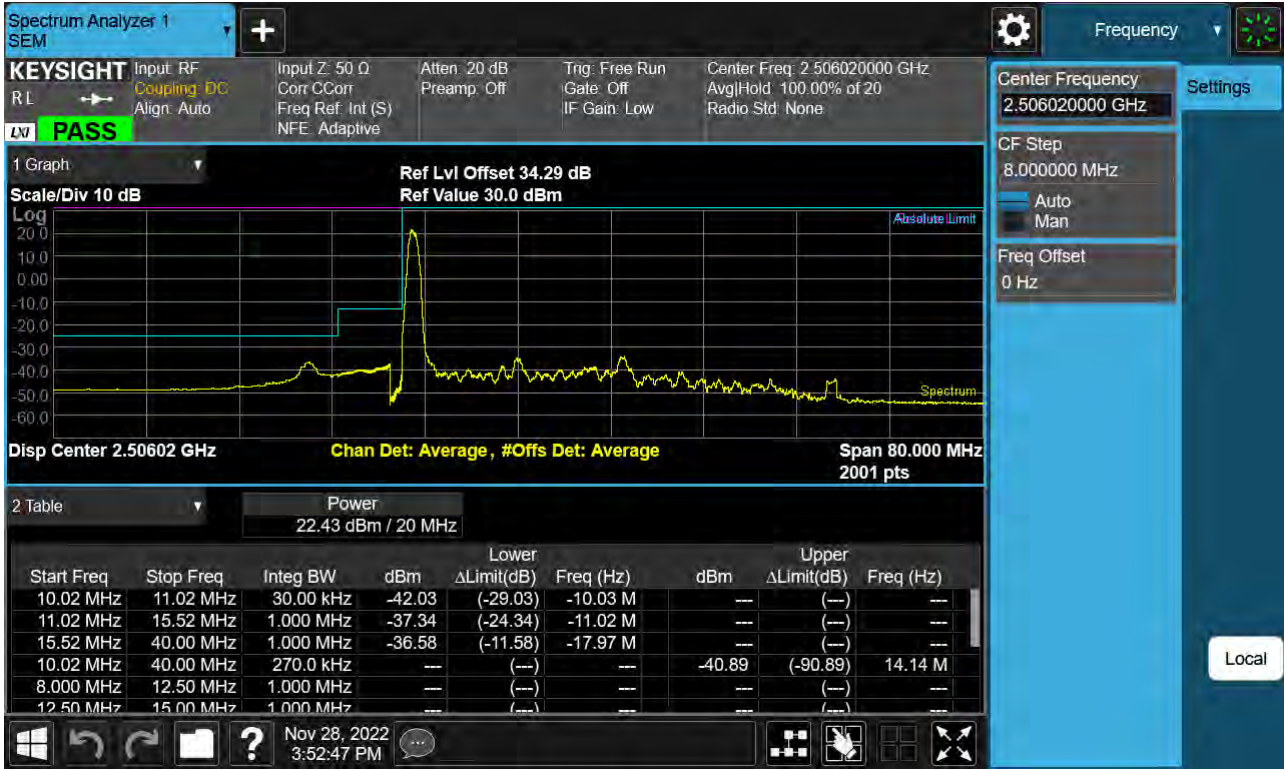 Spectrum Analyzer 1
SEM
Frequency
KEYSIGHT
Input: RF
Coupling: DC
Align: Auto
Input Z: 50 Ω
Corr CCorr
Freq Ref: Int (S)
NFE: Adaptive
Atten: 20 dB
Preamp: Off
Trig: Free Run
Gate: Off
IF Gain: Low
Center Freq: 2.506020000 GHz
Avg|Hold: 100.00% of 20
Radio Std: None
R L
LXI PASS
Center Frequency
2.506020000 GHz
Settings
CF Step
8.000000 MHz
Auto
Man
Freq Offset
0 Hz
Local
1 Graph
Ref Lvl Offset 34.29 dB
Scale/Div 10 dB
Ref Value 30.0 dBm
Log
Absolute Limit
20.0
10.0
0.00
-10.0
-20.0
-30.0
-40.0
-50.0
-60.0
Spectrum
Disp Center 2.50602 GHz
Chan Det: Average, #Offs Det: Average
Span 80.000 MHz
2001 pts
2 Table
Power
22.43 dBm / 20 MHz
Lower Upper
Start Freq Stop Freq Integ BW dBm ΔLimit(dB) Freq (Hz) dBm ΔLimit(dB) Freq (Hz)
10.02 MHz 11.02 MHz 30.00 kHz -42.03 (-29.03) -10.03 M --- (---) ---
11.02 MHz 15.52 MHz 1.000 MHz -37.34 (-24.34) -11.02 M --- (---) ---
15.52 MHz 40.00 MHz 1.000 MHz -36.58 (-11.58) -17.97 M --- (---) ---
10.02 MHz 40.00 MHz 270.0 kHz --- (---) --- -40.89 (-90.89) 14.14 M
8.000 MHz 12.50 MHz 1.000 MHz --- (---) --- --- (---) ---
12.50 MHz 15.00 MHz 1.000 MHz --- (---) --- --- (---) ---
?
Nov 28, 2022
3:52:47 PM